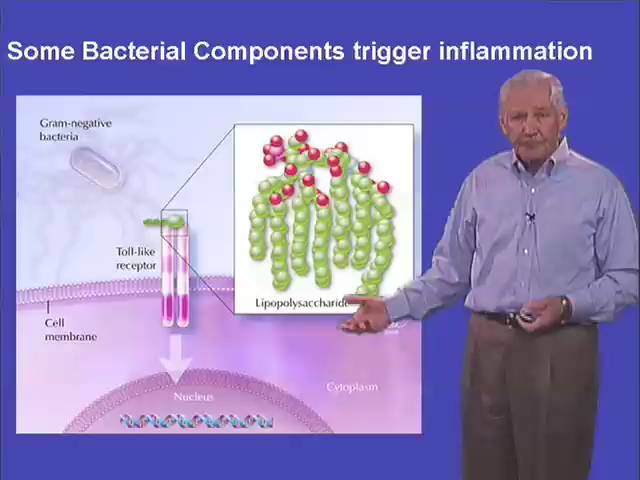 Some Bacterial Components trigger inflammation
Gram-negative
bacteria
Toll-like
receptor
Lipopolysaccharide
Cell
membrane
Cytoplasm
Nucleus